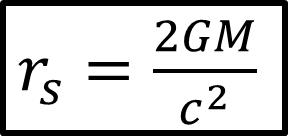 r_s = 2GM / c^2